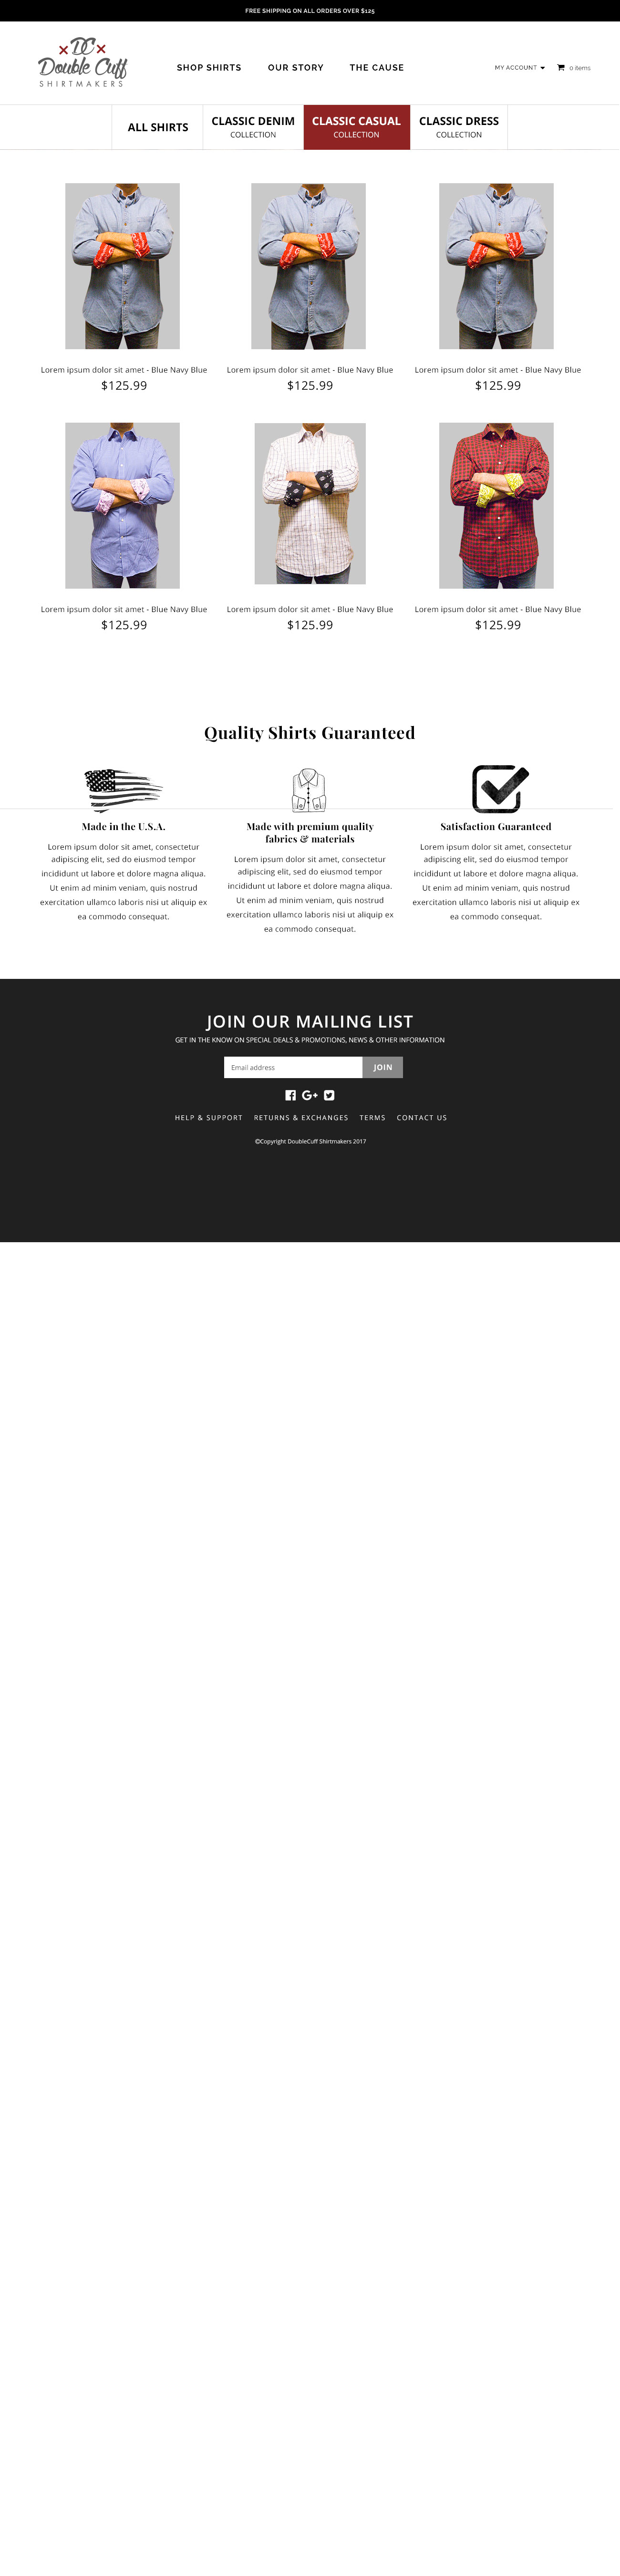 FREE SHIPPING ON ALL ORDERS OVER $125
DC
Double Cuff
SHIRTMAKERS
SHOP SHIRTS OUR STORY THE CAUSE
MY ACCOUNT 0 items
ALL SHIRTS
CLASSIC DENIM
COLLECTION
CLASSIC CASUAL
COLLECTION
CLASSIC DRESS
COLLECTION
Lorem ipsum dolor sit amet - Blue Navy Blue
$125.99
Lorem ipsum dolor sit amet - Blue Navy Blue
$125.99
Lorem ipsum dolor sit amet - Blue Navy Blue
$125.99
Lorem ipsum dolor sit amet - Blue Navy Blue
$125.99
Lorem ipsum dolor sit amet - Blue Navy Blue
$125.99
Lorem ipsum dolor sit amet - Blue Navy Blue
$125.99
Quality Shirts Guaranteed
Made in the U.S.A.
Lorem ipsum dolor sit amet, consectetur
adipiscing elit, sed do eiusmod tempor
incididunt ut labore et dolore magna aliqua.
Ut enim ad minim veniam, quis nostrud
exercitation ullamco laboris nisi ut aliquip ex
ea commodo consequat.
Made with premium quality
fabrics & materials
Lorem ipsum dolor sit amet, consectetur
adipiscing elit, sed do eiusmod tempor
incididunt ut labore et dolore magna aliqua.
Ut enim ad minim veniam, quis nostrud
exercitation ullamco laboris nisi ut aliquip ex
ea commodo consequat.
Satisfaction Guaranteed
Lorem ipsum dolor sit amet, consectetur
adipiscing elit, sed do eiusmod tempor
incididunt ut labore et dolore magna aliqua.
Ut enim ad minim veniam, quis nostrud
exercitation ullamco laboris nisi ut aliquip ex
ea commodo consequat.
JOIN OUR MAILING LIST
GET IN THE KNOW ON SPECIAL DEALS & PROMOTIONS, NEWS & OTHER INFORMATION
Email address JOIN
G+
HELP & SUPPORT RETURNS & EXCHANGES TERMS CONTACT US
©Copyright DoubleCuff Shirtmakers 2017